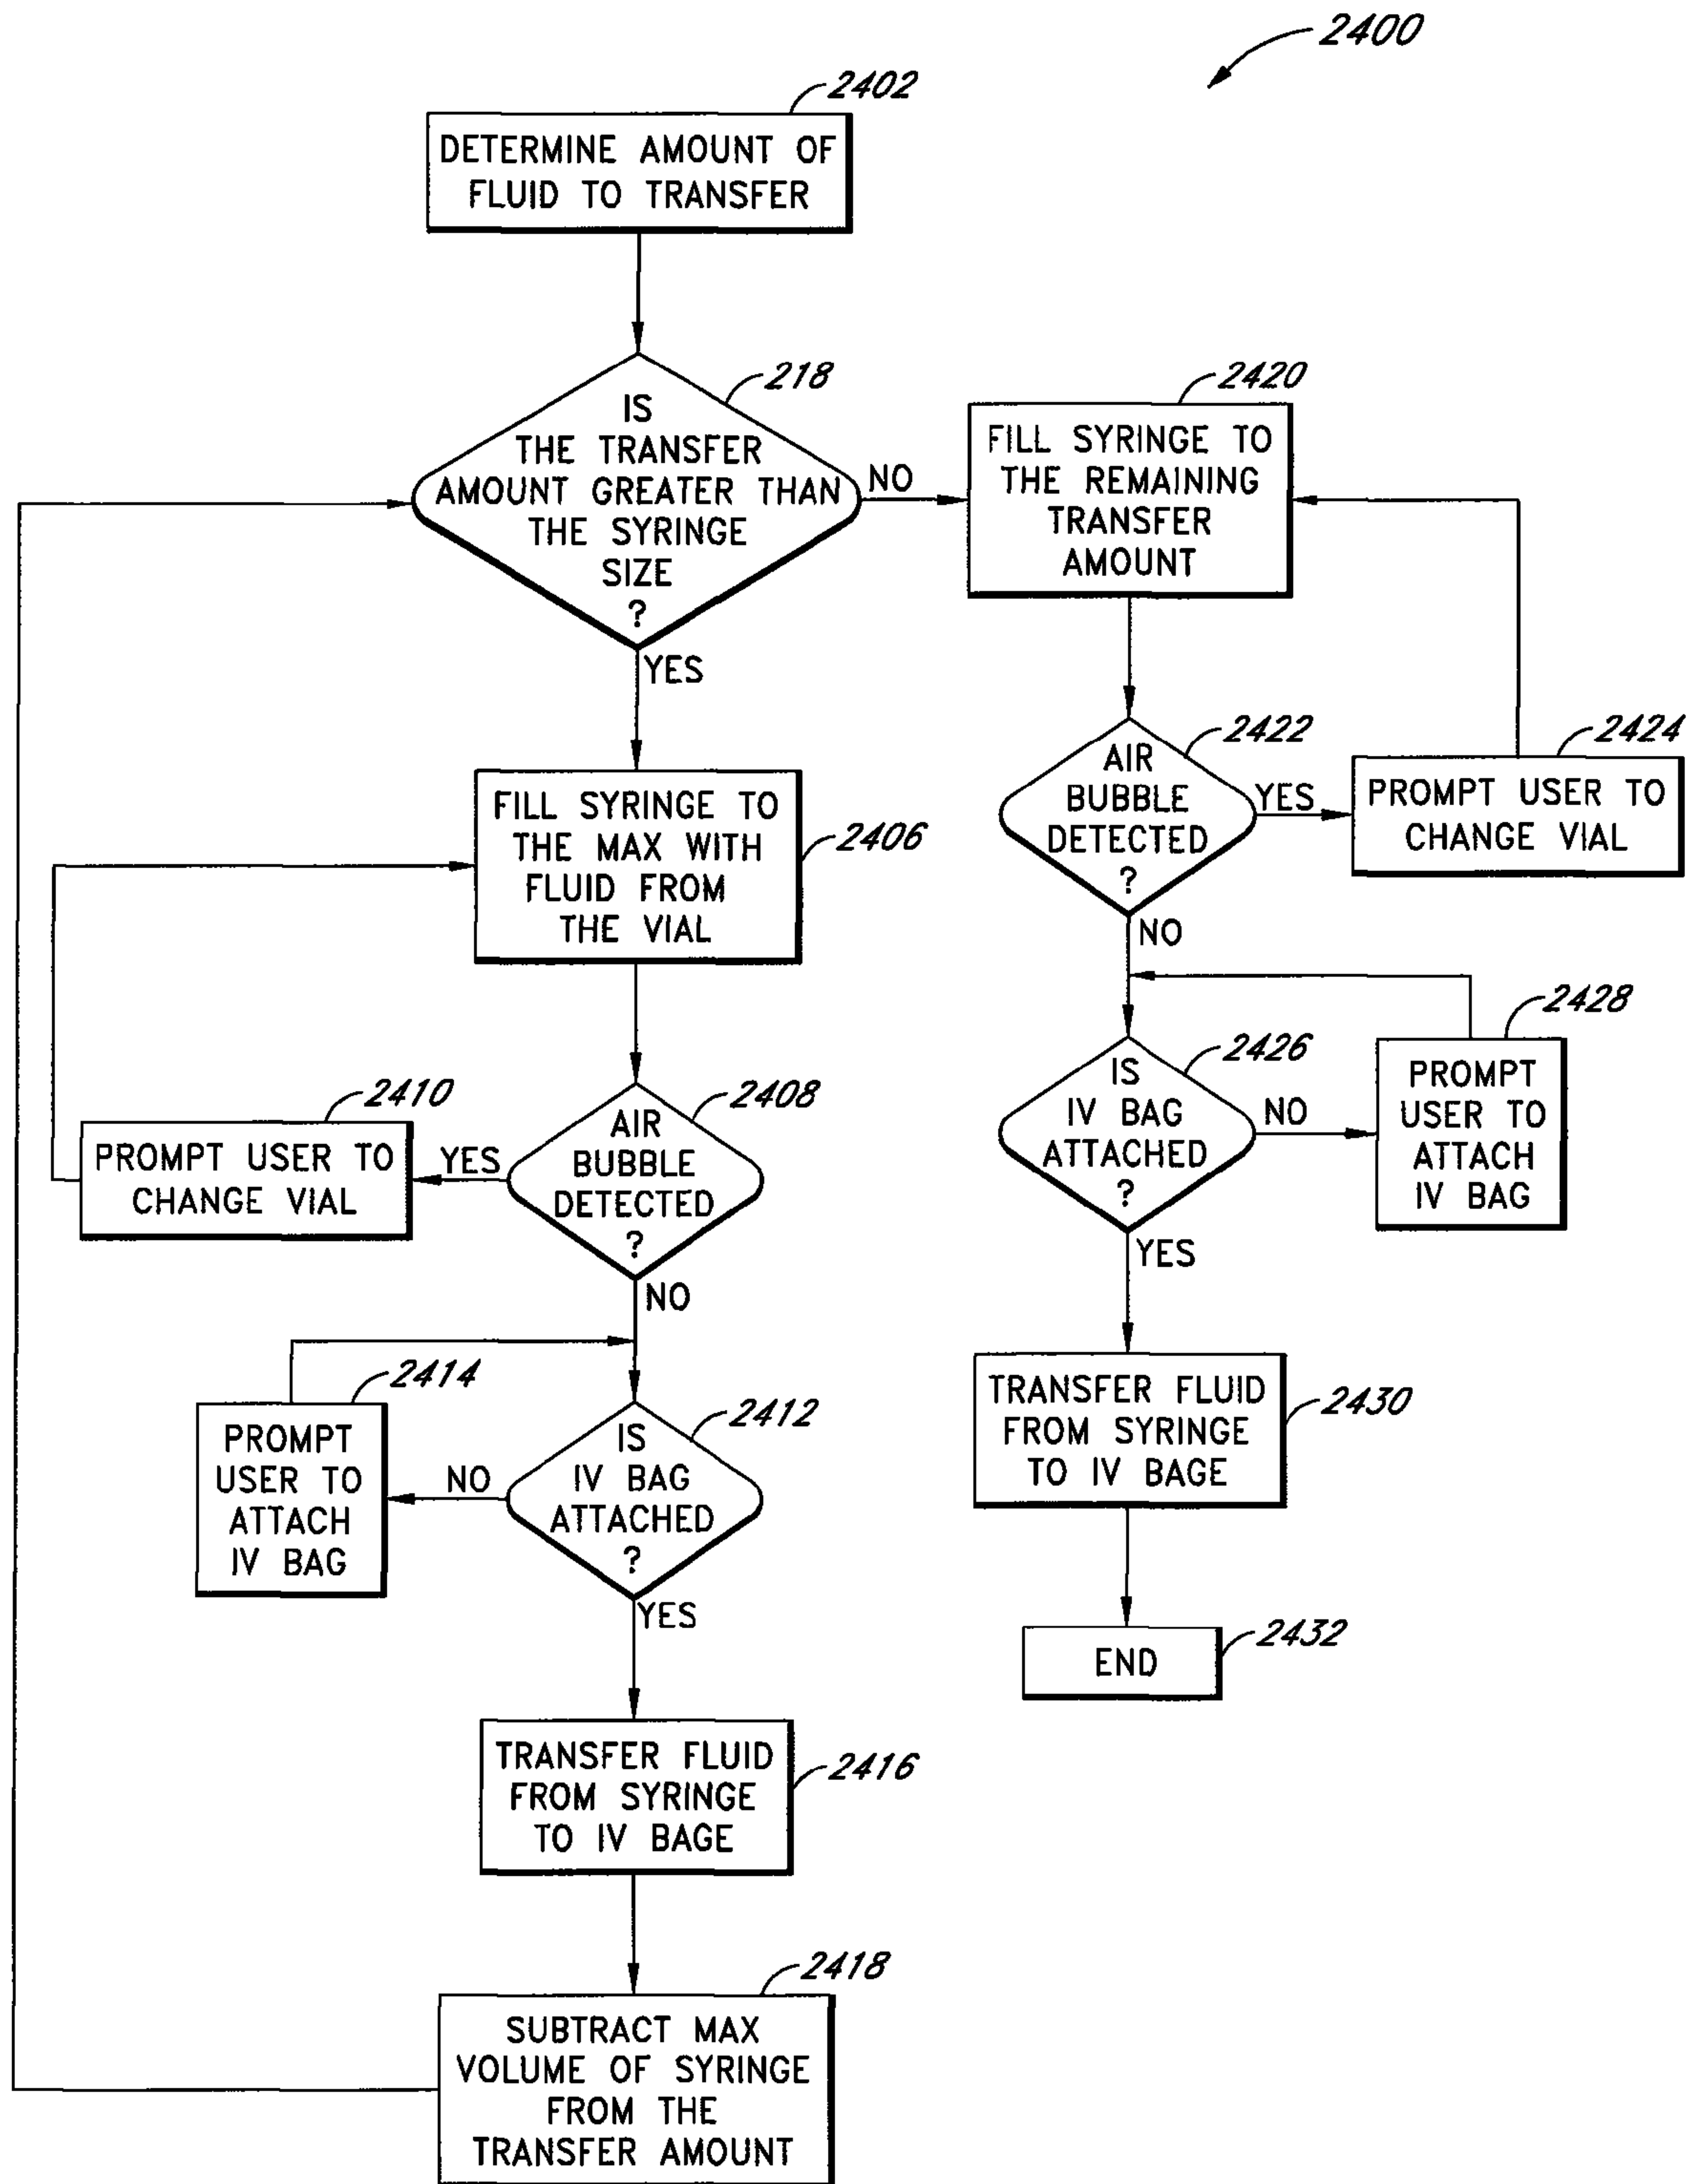 2400
2402
DETERMINE AMOUNT OF
FLUID TO TRANSFER
218
IS
THE TRANSFER
AMOUNT GREATER THAN
THE SYRINGE
SIZE
?
NO
YES
2420
FILL SYRINGE TO
THE REMAINING
TRANSFER
AMOUNT
2406
FILL SYRINGE TO
THE MAX WITH
FLUID FROM
THE VIAL
2422
AIR
BUBBLE
DETECTED
?
YES
NO
2424
PROMPT USER TO
CHANGE VIAL
2408
AIR
BUBBLE
DETECTED
?
YES
NO
2410
PROMPT USER TO
CHANGE VIAL
2426
IS
IV BAG
ATTACHED
?
NO
YES
2428
PROMPT
USER TO
ATTACH
IV BAG
2412
IS
IV BAG
ATTACHED
?
NO
YES
2414
PROMPT
USER TO
ATTACH
IV BAG
2430
TRANSFER FLUID
FROM SYRINGE
TO IV BAGE
2432
END
2416
TRANSFER FLUID
FROM SYRINGE
TO IV BAGE
2418
SUBTRACT MAX
VOLUME OF SYRINGE
FROM THE
TRANSFER AMOUNT